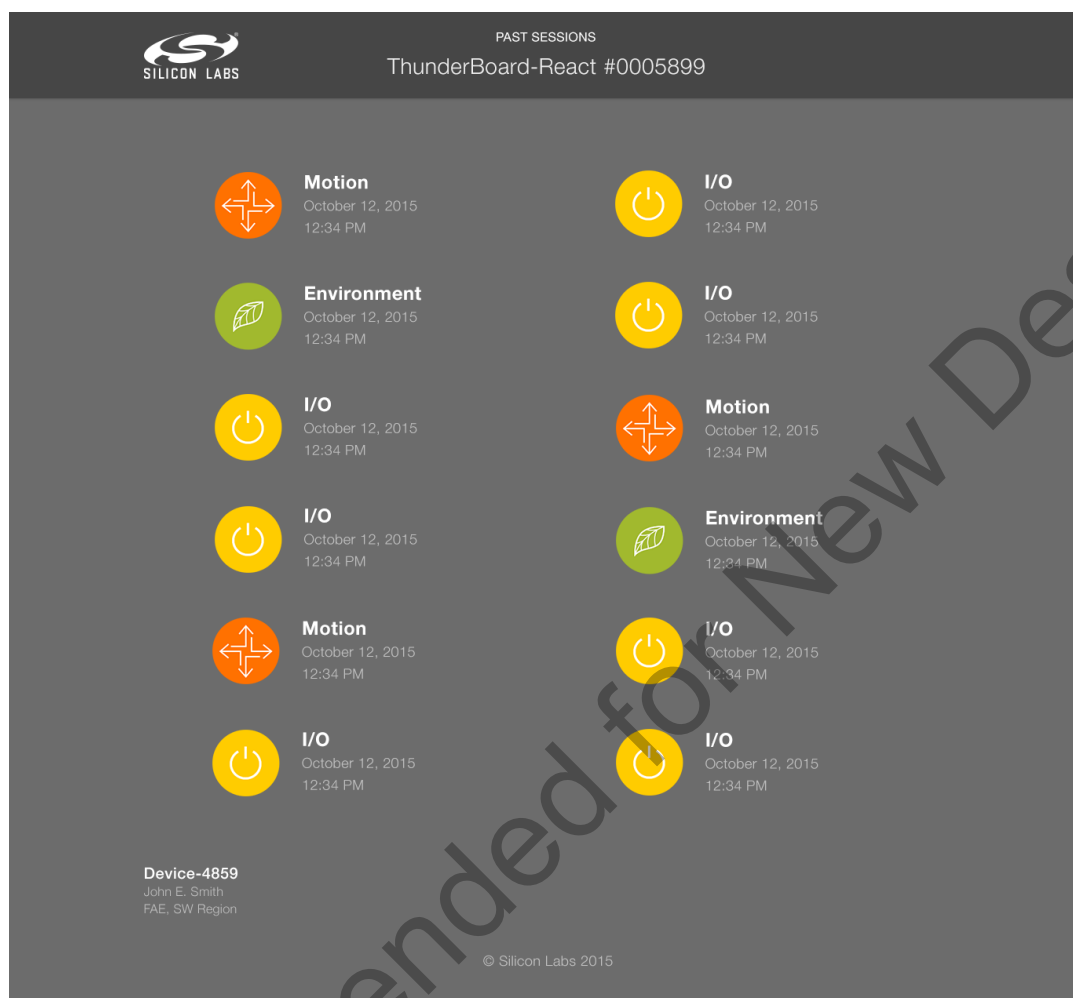 SILICON LABS
PAST SESSIONS
ThunderBoard-React #0005899
Motion
October 12, 2015
12:34 PM
Environment
October 12, 2015
12:34 PM
I/O
October 12, 2015
12:34 PM
I/O
October 12, 2015
12:34 PM
Motion
October 12, 2015
12:34 PM
I/O
October 12, 2015
12:34 PM
I/O
October 12, 2015
12:34 PM
I/O
October 12, 2015
12:34 PM
Motion
October 12, 2015
12:34 PM
Environment
October 12, 2015
12:34 PM
I/O
October 12, 2015
12:34 PM
I/O
October 12, 2015
12:34 PM
Device-4859
John E. Smith
FAE, SW Region
© Silicon Labs 2015
for New